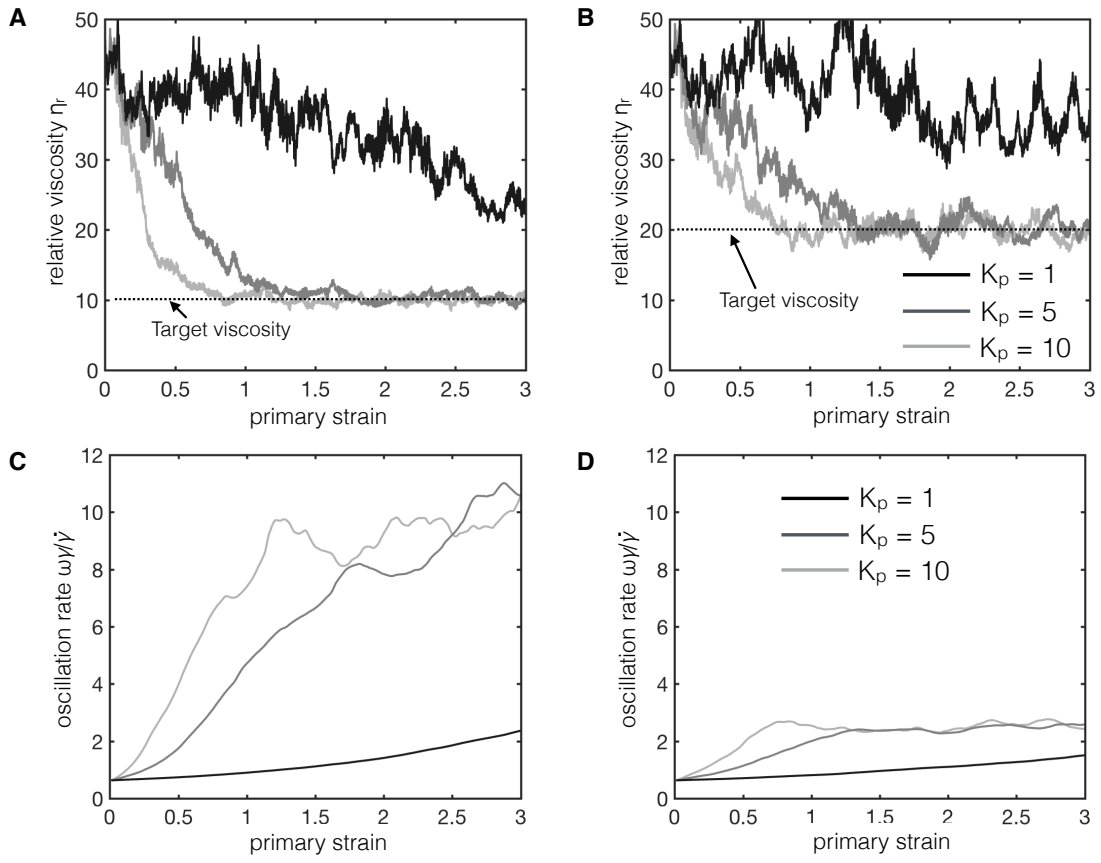 A
50
40
30
20
10
0
relative viscosity ηr
Target viscosity
0 0.5 1 1.5 2 2.5 3
primary strain
B
50
40
30
20
10
0
relative viscosity ηr
Target viscosity
Kp = 1
Kp = 5
Kp = 10
0 0.5 1 1.5 2 2.5 3
primary strain
C
12
10
8
6
4
2
0
oscillation rate ωγ/γ̇
0 0.5 1 1.5 2 2.5 3
primary strain
D
12
10
8
6
4
2
0
oscillation rate ωγ/γ̇
Kp = 1
Kp = 5
Kp = 10
0 0.5 1 1.5 2 2.5 3
primary strain